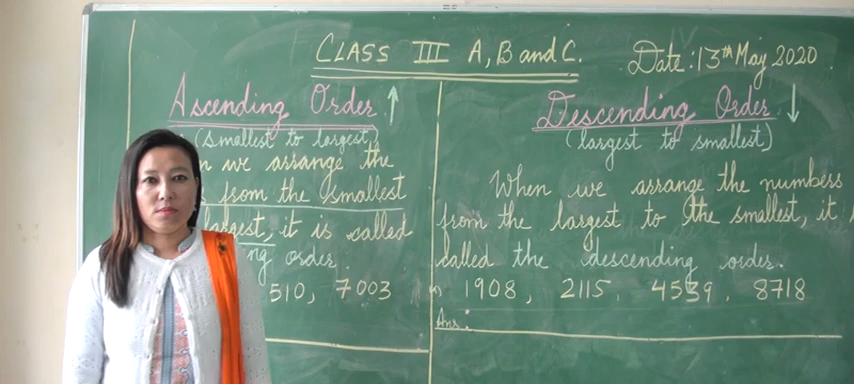 CLASS III A, B and C.
Date: 13th May 2020.
Ascending Order ↑
(smallest to largest)
we arrange the
from the smallest
largest, it is called
order.
510, 7003
Descending Order ↓
(largest to smallest)
When we arrange the numbers
from the largest to the smallest, it
called the descending order.
1908, 2115, 4539, 8718
Ans: